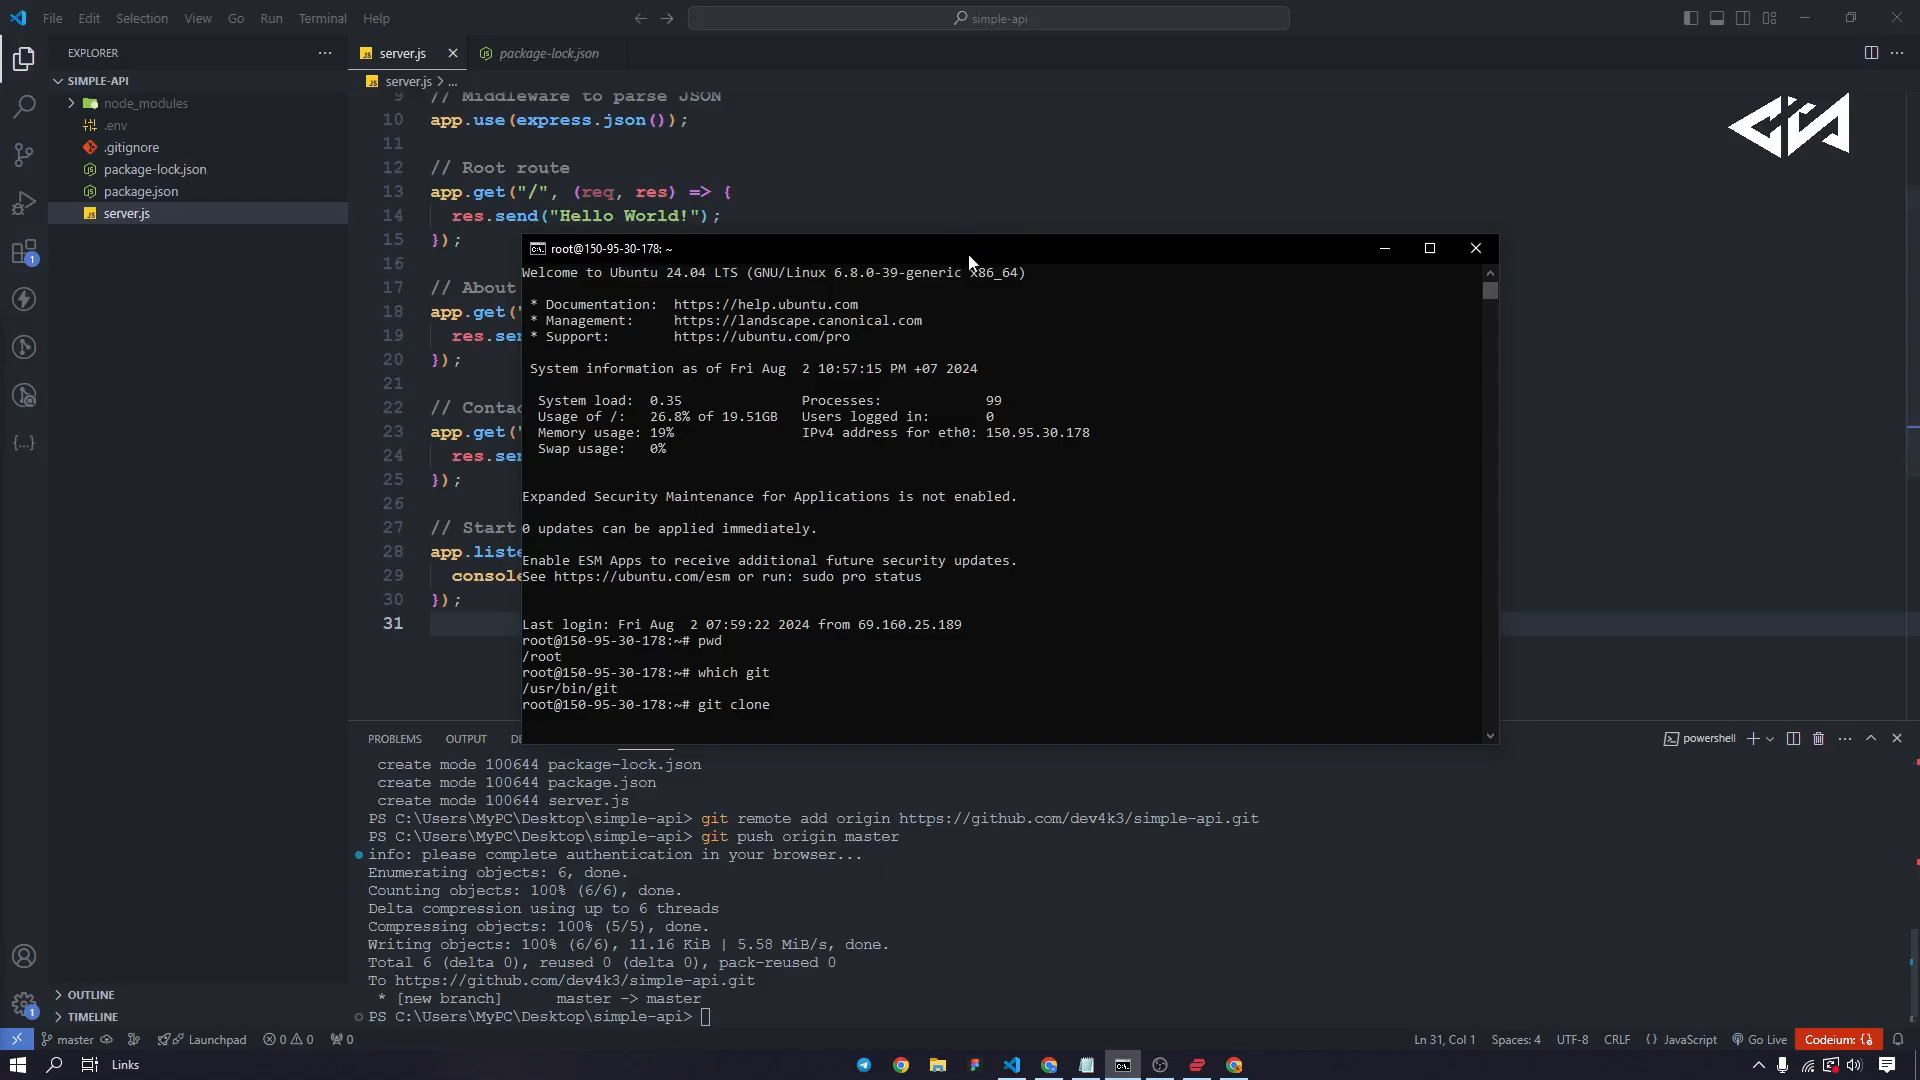 File Edit Selection View Go Run Terminal Help
simple-api
EXPLORER
SIMPLE-API
node_modules
.env
.gitignore
package-lock.json
package.json
server.js
OUTLINE
TIMELINE
server.js
package-lock.json
server.js > ...
9 // Middleware to parse JSON
10 app.use(express.json());
11
12 // Root route
13 app.get("/", (req, res) => {
14 res.send("Hello World!");
15 });
16
17 // About
18 app.get("
19 res.sen
20 });
21
22 // Conta
23 app.get("
24 res.sen
25 });
26
27 // Start
28 app.liste
29 console
30 });
31
root@150-95-30-178: ~
Welcome to Ubuntu 24.04 LTS (GNU/Linux 6.8.0-39-generic x86_64)
* Documentation: https://help.ubuntu.com
* Management: https://landscape.canonical.com
* Support: https://ubuntu.com/pro
System information as of Fri Aug 2 10:57:15 PM +07 2024
System load: 0.35 Processes: 99
Usage of /: 26.8% of 19.51GB Users logged in: 0
Memory usage: 19% IPv4 address for eth0: 150.95.30.178
Swap usage: 0%
Expanded Security Maintenance for Applications is not enabled.
0 updates can be applied immediately.
Enable ESM Apps to receive additional future security updates.
See https://ubuntu.com/esm or run: sudo pro status
Last login: Fri Aug 2 07:59:22 2024 from 69.160.25.189
root@150-95-30-178:~# pwd
/root
root@150-95-30-178:~# which git
/usr/bin/git
root@150-95-30-178:~# git clone
PROBLEMS OUTPUT DE
powershell
create mode 100644 package-lock.json
create mode 100644 package.json
create mode 100644 server.js
PS C:\Users\MyPC\Desktop\simple-api> git remote add origin https://github.com/dev4k3/simple-api.git
PS C:\Users\MyPC\Desktop\simple-api> git push origin master
info: please complete authentication in your browser...
Enumerating objects: 6, done.
Counting objects: 100% (6/6), done.
Delta compression using up to 6 threads
Compressing objects: 100% (5/5), done.
Writing objects: 100% (6/6), 11.16 KiB | 5.58 MiB/s, done.
Total 6 (delta 0), reused 0 (delta 0), pack-reused 0
To https://github.com/dev4k3/simple-api.git
* [new branch] master -> master
PS C:\Users\MyPC\Desktop\simple-api>
master Launchpad 0 0 0 Ln 31, Col 1 Spaces: 4 UTF-8 CRLF {} JavaScript Go Live Codeium: {}
Links